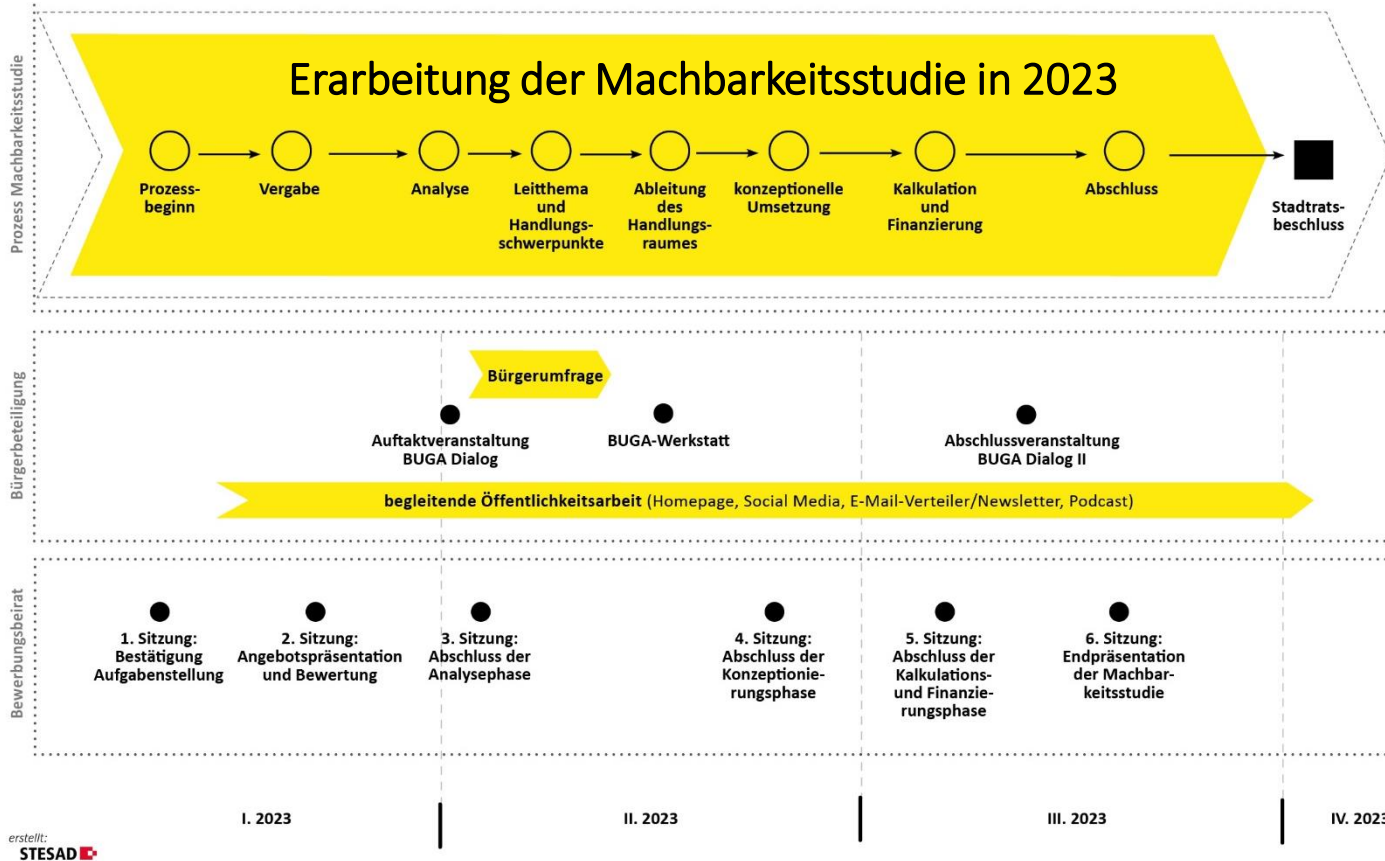 Prozess Machbarkeitsstudie
Erarbeitung der Machbarkeitsstudie in 2023
Prozess-
beginn
Vergabe
Analyse
Leitthema
und
Handlungs-
schwerpunkte
Ableitung
des
Handlungs-
raumes
konzeptionelle
Umsetzung
Kalkulation
und
Finanzierung
Abschluss
Stadtrats-
beschluss
Bürgerbeteiligung
Bürgerumfrage
Auftaktveranstaltung
BUGA Dialog
BUGA-Werkstatt
Abschlussveranstaltung
BUGA Dialog II
begleitende Öffentlichkeitsarbeit (Homepage, Social Media, E-Mail-Verteiler/Newsletter, Podcast)
Bewerbungsbeirat
1. Sitzung:
Bestätigung
Aufgabenstellung
2. Sitzung:
Angebotspräsentation
und Bewertung
3. Sitzung:
Abschluss der
Analysephase
4. Sitzung:
Abschluss der
Konzeptionie-
rungsphase
5. Sitzung:
Abschluss der
Kalkulations-
und Finanzie-
rungsphase
6. Sitzung:
Endpräsentation
der Machbar-
keitsstudie
I. 2023
II. 2023
III. 2023
IV. 2023
erstellt:
STESAD